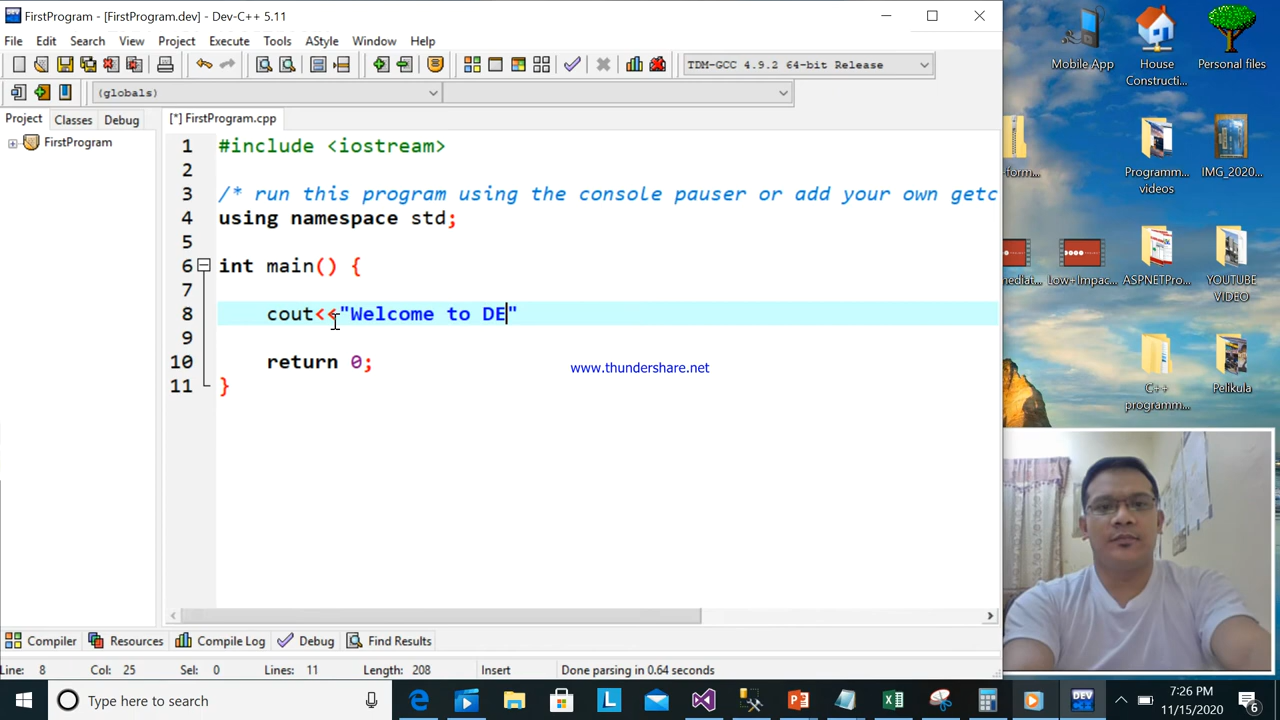 FirstProgram - [FirstProgram.dev] - Dev-C++ 5.11
File Edit Search View Project Execute Tools AStyle Window Help
TDM-GCC 4.9.2 64-bit Release
(globals)
Project Classes Debug
[*] FirstProgram.cpp
FirstProgram
1 #include <iostream>
2
3 /* run this program using the console pauser or add your own getc
4 using namespace std;
5
6 int main() {
7
8 cout<<"Welcome to DE"
9
10 return 0;
11 }
www.thundershare.net
Compiler Resources Compile Log Debug Find Results
Line: 8 Col: 25 Sel: 0 Lines: 11 Length: 208 Insert Done parsing in 0.64 seconds
Type here to search
7:26 PM
11/15/2020
6
Mobile App
House
Constructi...
Personal files
-form...
Programm...
videos
IMG_2020...
mediat...
Low+Impac...
ASPNETPro...
YOUTUBE
VIDEO
C++
programm...
Pelikula
DEV